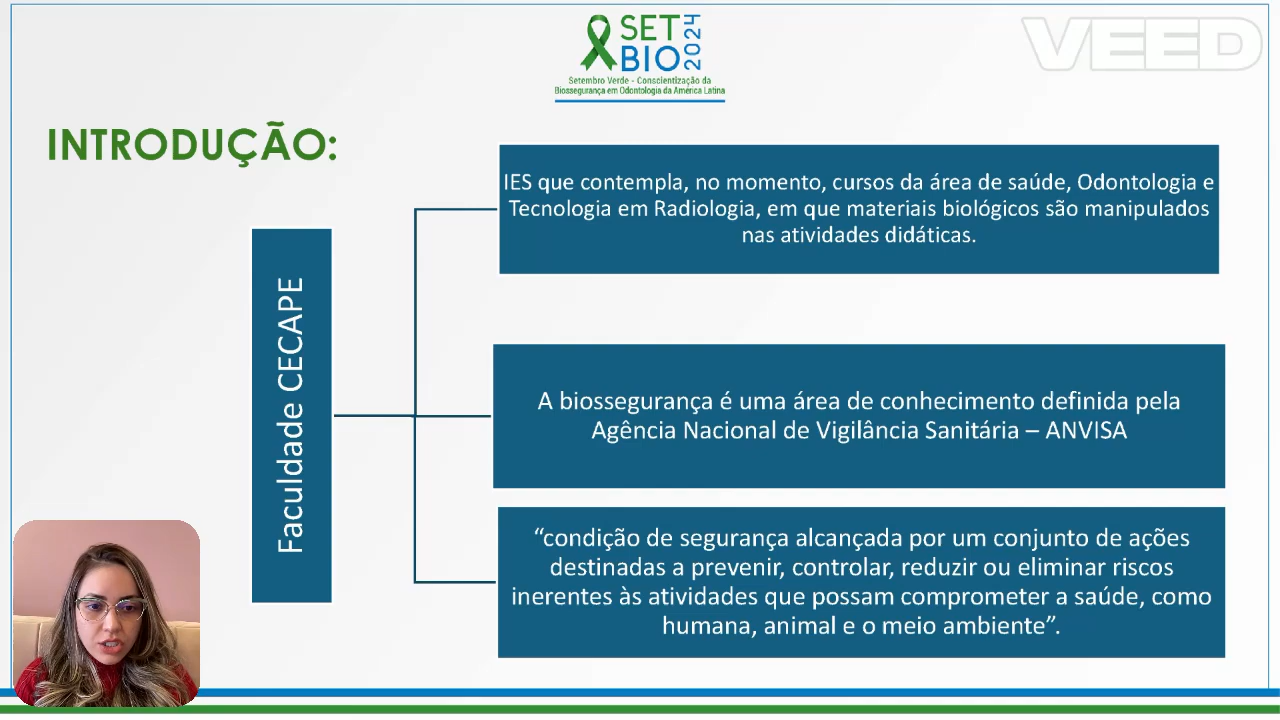 SET
BIO
2024
Setembro Verde - Conscientização da
Biossegurança em Odontologia da América Latina
VEED
INTRODUÇÃO:
Faculdade CECAPE
IES que contempla, no momento, cursos da área de saúde, Odontologia e
Tecnologia em Radiologia, em que materiais biológicos são manipulados
nas atividades didáticas.
A biossegurança é uma área de conhecimento definida pela
Agência Nacional de Vigilância Sanitária – ANVISA
“condição de segurança alcançada por um conjunto de ações
destinadas a prevenir, controlar, reduzir ou eliminar riscos
inerentes às atividades que possam comprometer a saúde, como
humana, animal e o meio ambiente”.